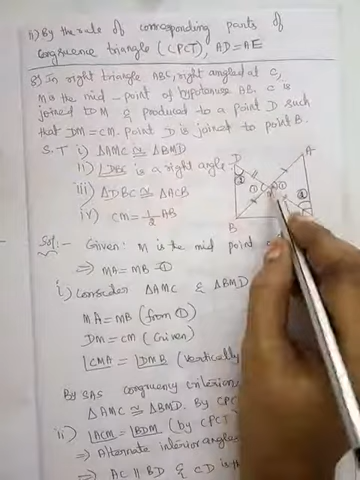 A) By the rate of corresponding parts of
congruence triangle (CPCT), AD = AE
8) In right triangle ABC, right angled at C,
M is the mid-point of hypotenuse AB. C is
joined to M & produced to a point D such
that DM = CM. Point D is joined to point B.
S.T i) ΔAMC ≅ ΔBMD
ii) ∠DBC is a right angle
iii) ΔDBC ≅ ΔACB
iv) CM = 1/2 AB
D
A
B
Sol:- Given: M is the mid point
⇒ MA = MB -①
i) Consider ΔAMC & ΔBMD
MA = MB (from ①)
DM = CM (Given)
∠CMA = ∠DMB (vertically
By SAS congruency criterion,
ΔAMC ≅ ΔBMD. By CPC
ii) ∠ACM = ∠BDM (by CPCT)
⇒ Alternate interior angles
⇒ AC || BD & CD is th